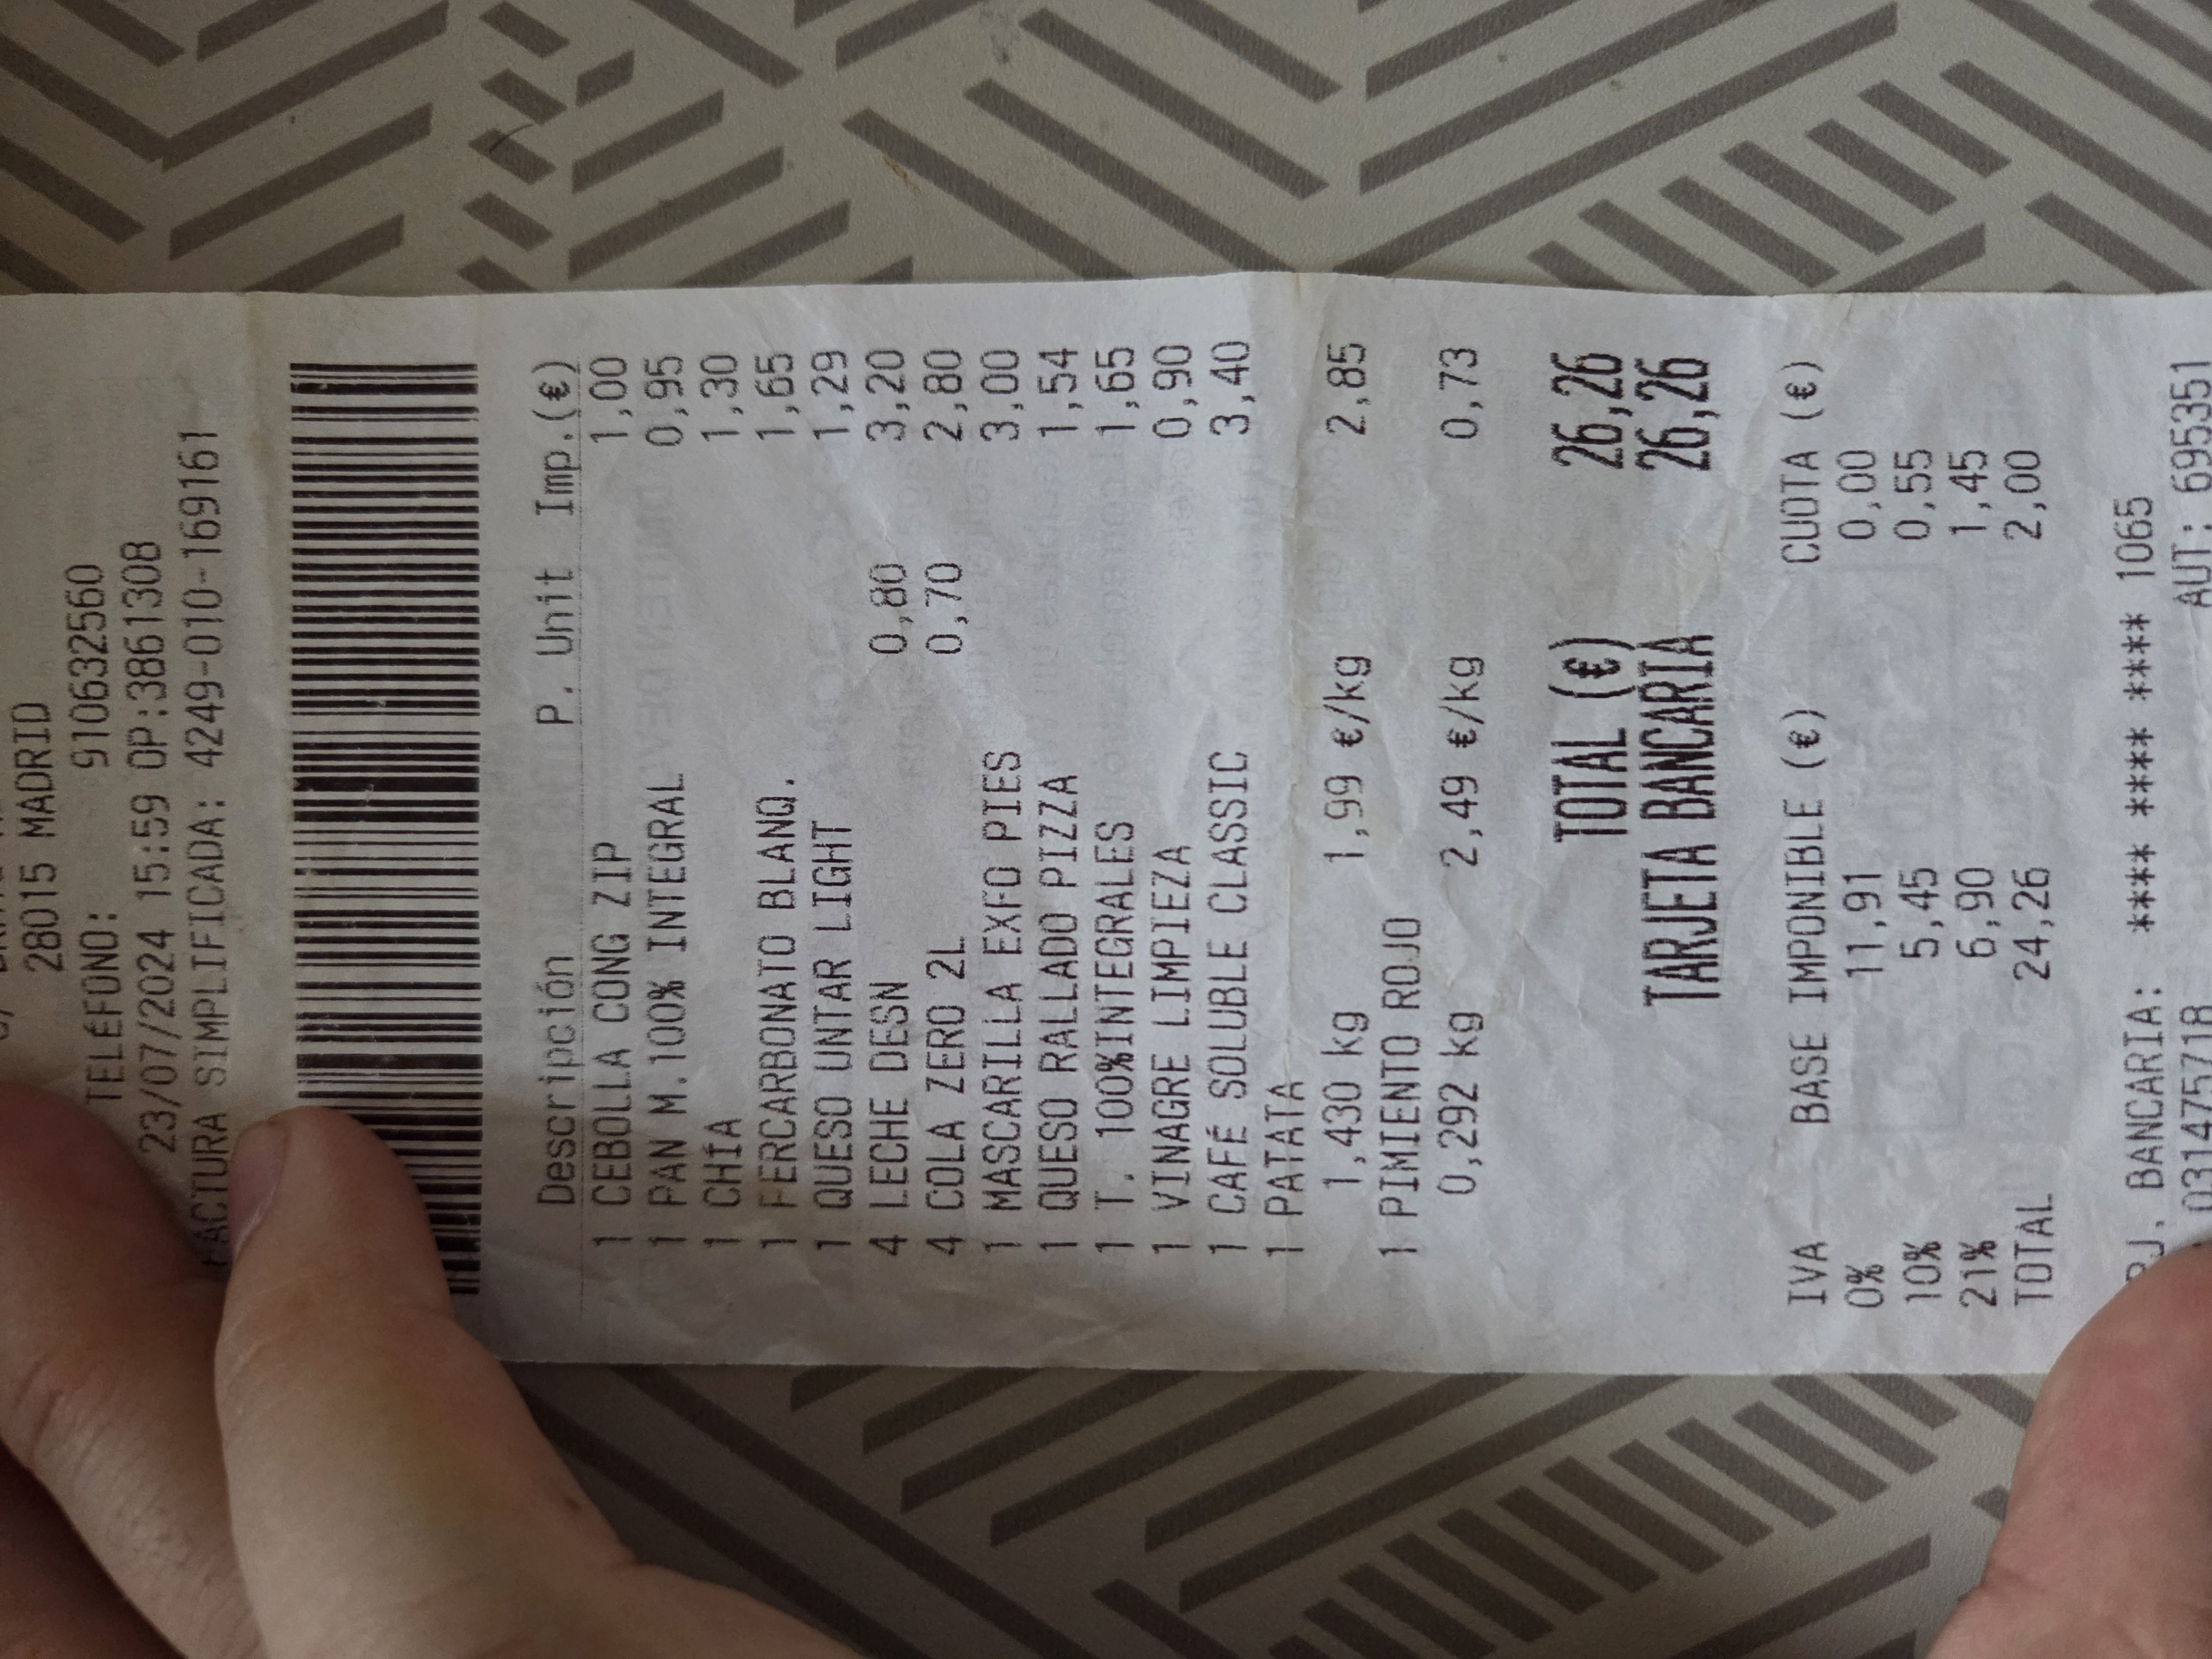 28015 MADRID
TELÉFONO: 910632560
23/07/2024 15:59 OP:3861308
FACTURA SIMPLIFICADA: 4249-010-169161
Descripción P. Unit Imp.(€)
1 CEBOLLA CONG ZIP 1,00
1 PAN M.100% INTEGRAL 0,95
1 CHÍA 1,30
1 PERCARBONATO BLANQ. 1,65
1 QUESO UNTAR LIGHT 1,29
4 LECHE DESN 0,80 3,20
4 COLA ZERO 2L 0,70 2,80
1 MASCARILLA EXFO PIES 3,00
1 QUESO RALLADO PIZZA 1,54
1 T. 100%INTEGRALES 1,65
1 VINAGRE LIMPIEZA 0,90
1 CAFÉ SOLUBLE CLASSIC 3,40
1 PATATA
1,430 kg 1,99 €/kg 2,85
1 PIMIENTO ROJO
0,292 kg 2,49 €/kg 0,73
TOTAL (€) 26,26
TARJETA BANCARIA 26,26
IVA BASE IMPONIBLE (€) CUOTA (€)
0% 11,91 0,00
10% 5,45 0,55
21% 6,90 1,45
TOTAL 24,26 2,00
RJ. BANCARIA: **** **** **** 1065
031475718 AUT: 695351